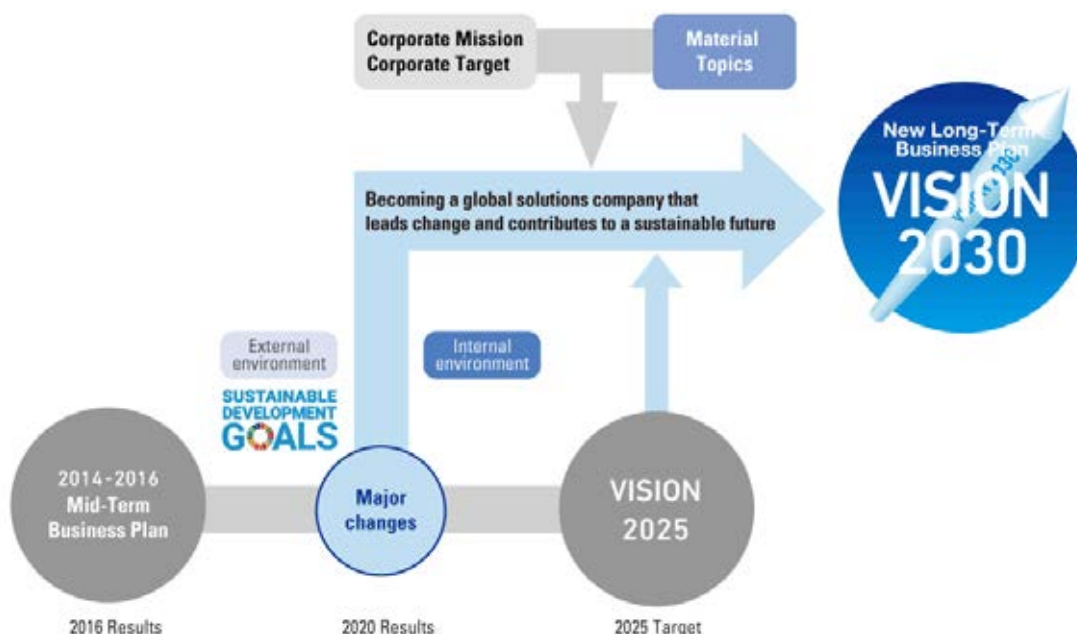 Corporate Mission
Corporate Target
Material
Topics
New Long-Term
Business Plan
VISION
2030
Becoming a global solutions company that
leads change and contributes to a sustainable future
External
environment
Internal
environment
SUSTAINABLE
DEVELOPMENT
GOALS
2014-2016
Mid-Term
Business Plan
Major
changes
VISION
2025
2016 Results
2020 Results
2025 Target